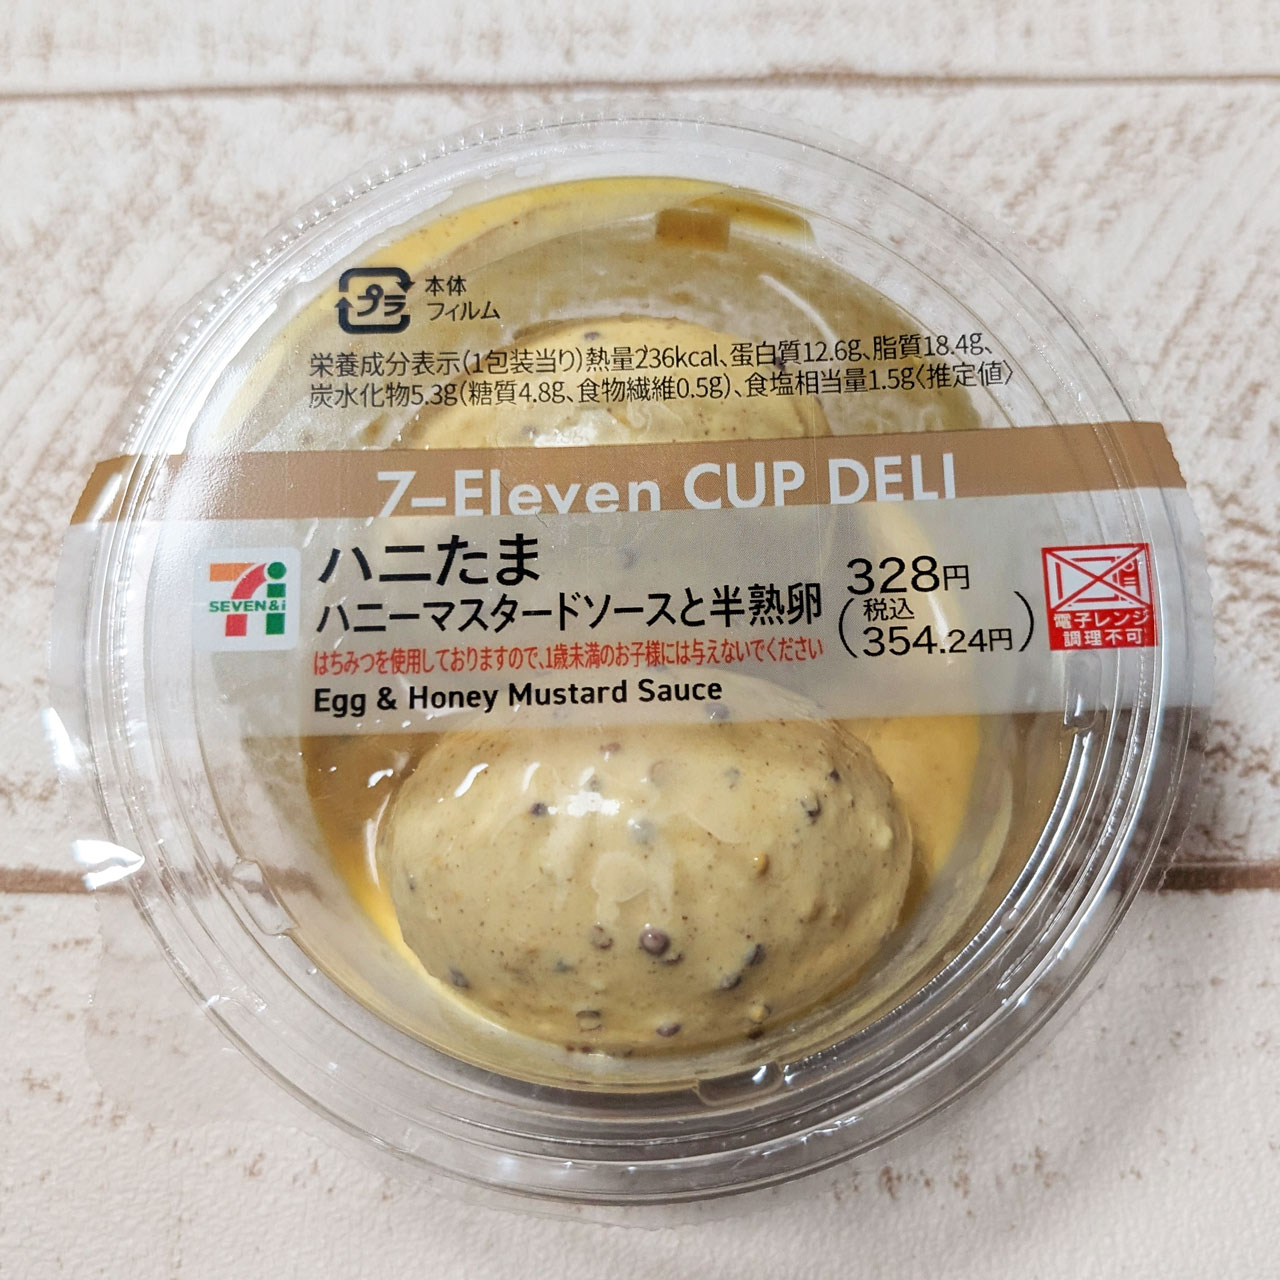 プラ
本体
フィルム
栄養成分表示(1包装当り)熱量236kcal、蛋白質12.6g、脂質18.4g、
炭水化物5.3g(糖質4.8g、食物繊維0.5g)、食塩相当量1.5g〈推定値〉
7-Eleven CUP DELI
SEVEN&i
ハニたま
ハニーマスタードソースと半熟卵
はちみつを使用しておりますので、1歳未満のお子様には与えないでください
Egg & Honey Mustard Sauce
328円
(税込
354.24円)
電子レンジ
調理不可